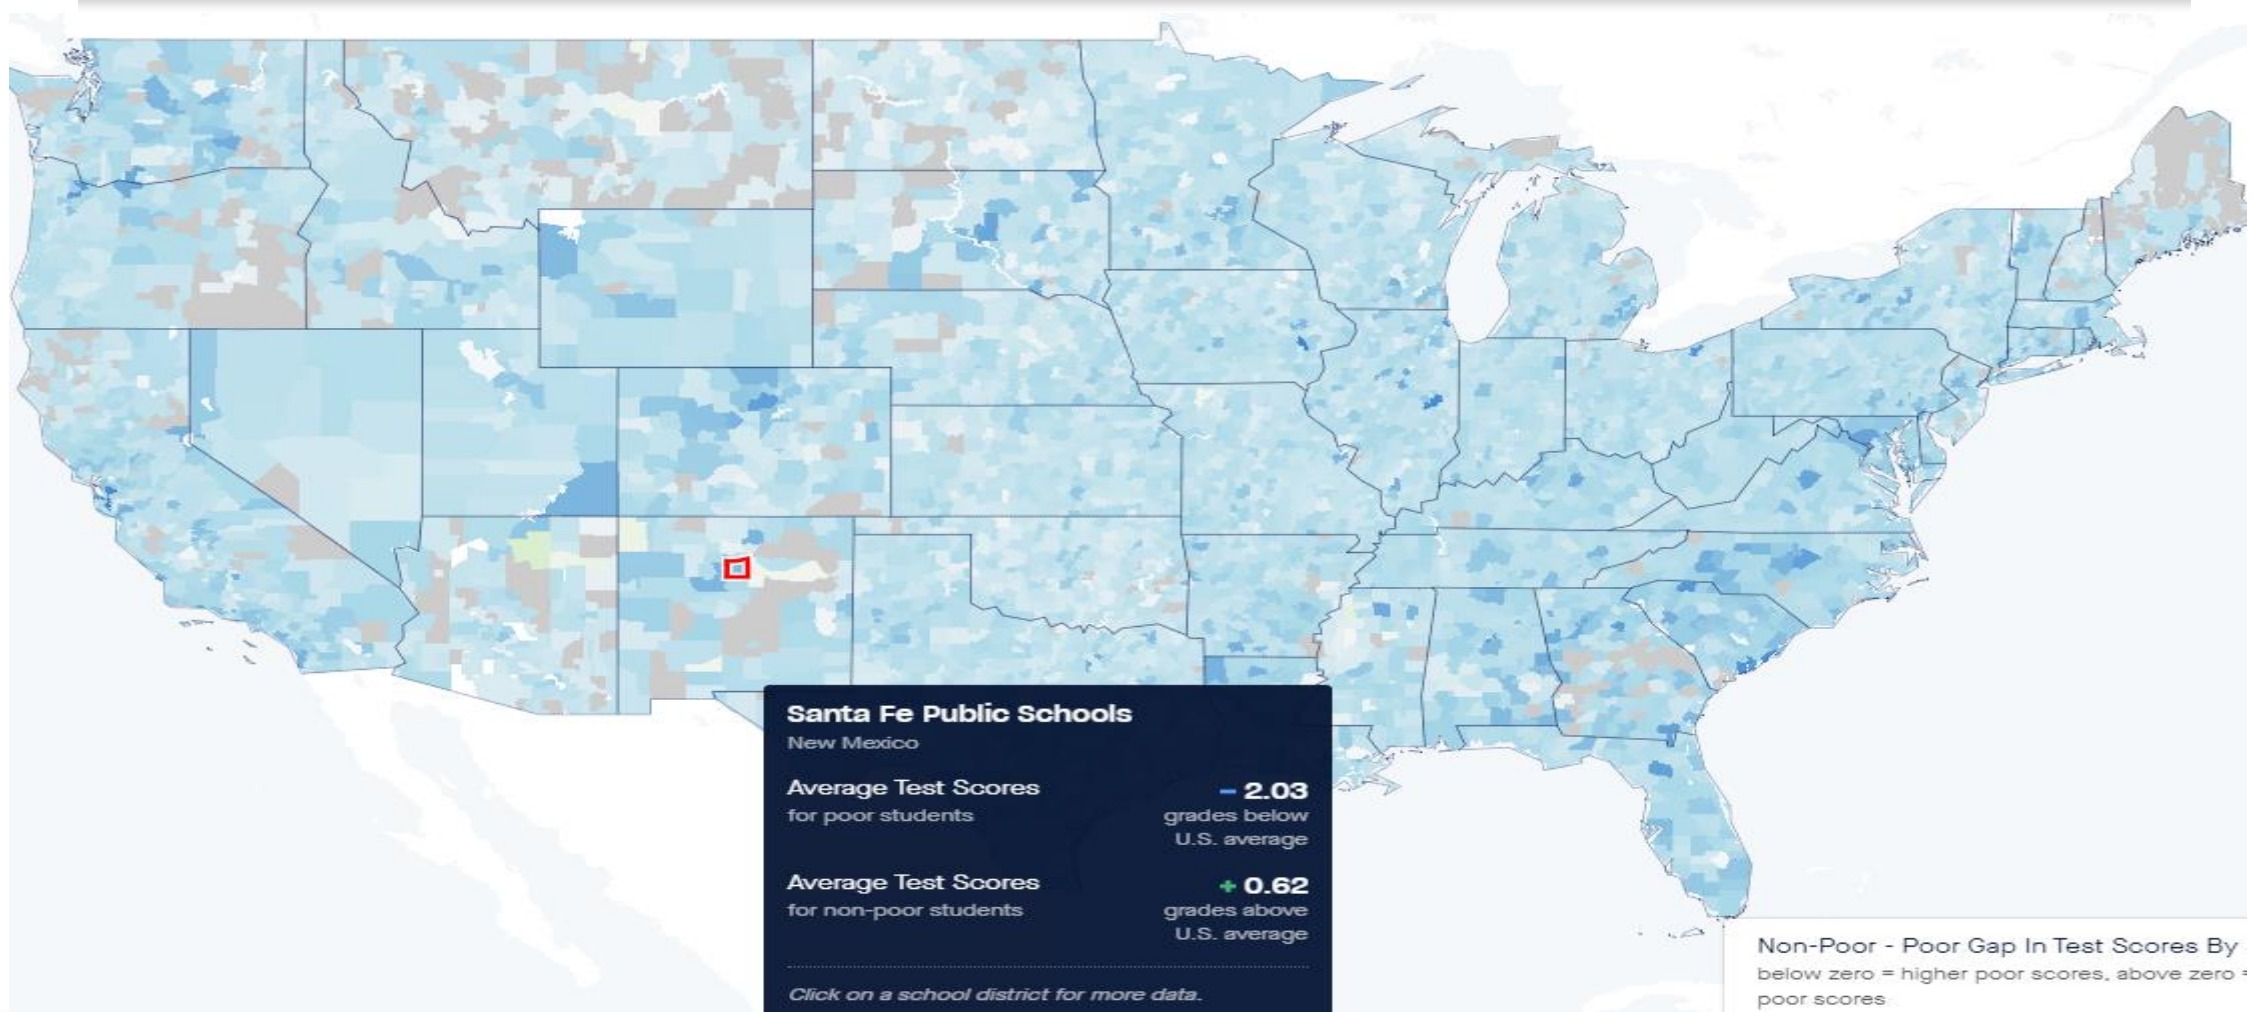 Santa Fe Public Schools
New Mexico
Average Test Scores
for poor students
– 2.03
grades below
U.S. average
Average Test Scores
for non-poor students
+ 0.62
grades above
U.S. average
Click on a school district for more data.
Non-Poor - Poor Gap In Test Scores By
below zero = higher poor scores, above zero =
poor scores